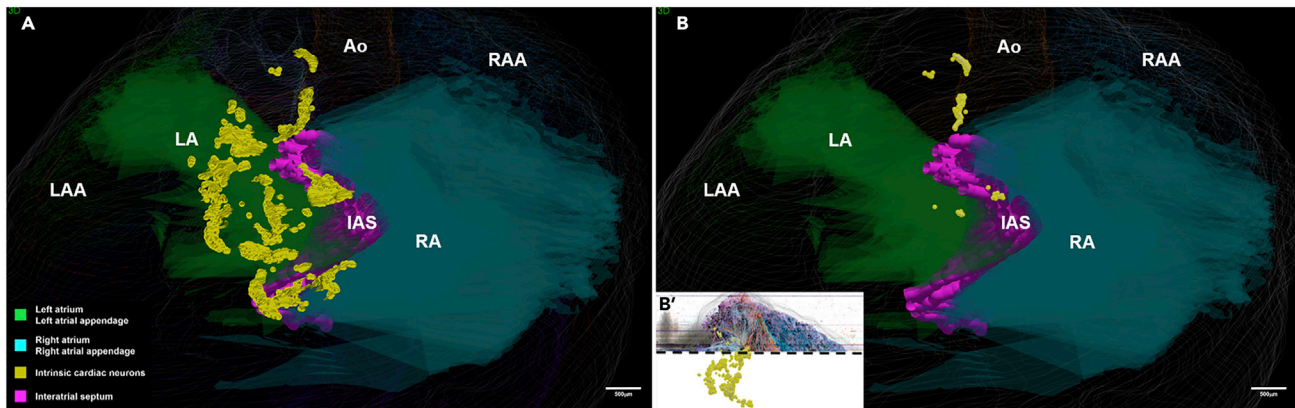 3D
A
Ao
RAA
LA
LAA
IAS
RA
Left atrium
Left atrial appendage
Right atrium
Right atrial appendage
Intrinsic cardiac neurons
Interatrial septum
500µm
3D
B
Ao
RAA
LA
LAA
IAS
RA
B'
500µm